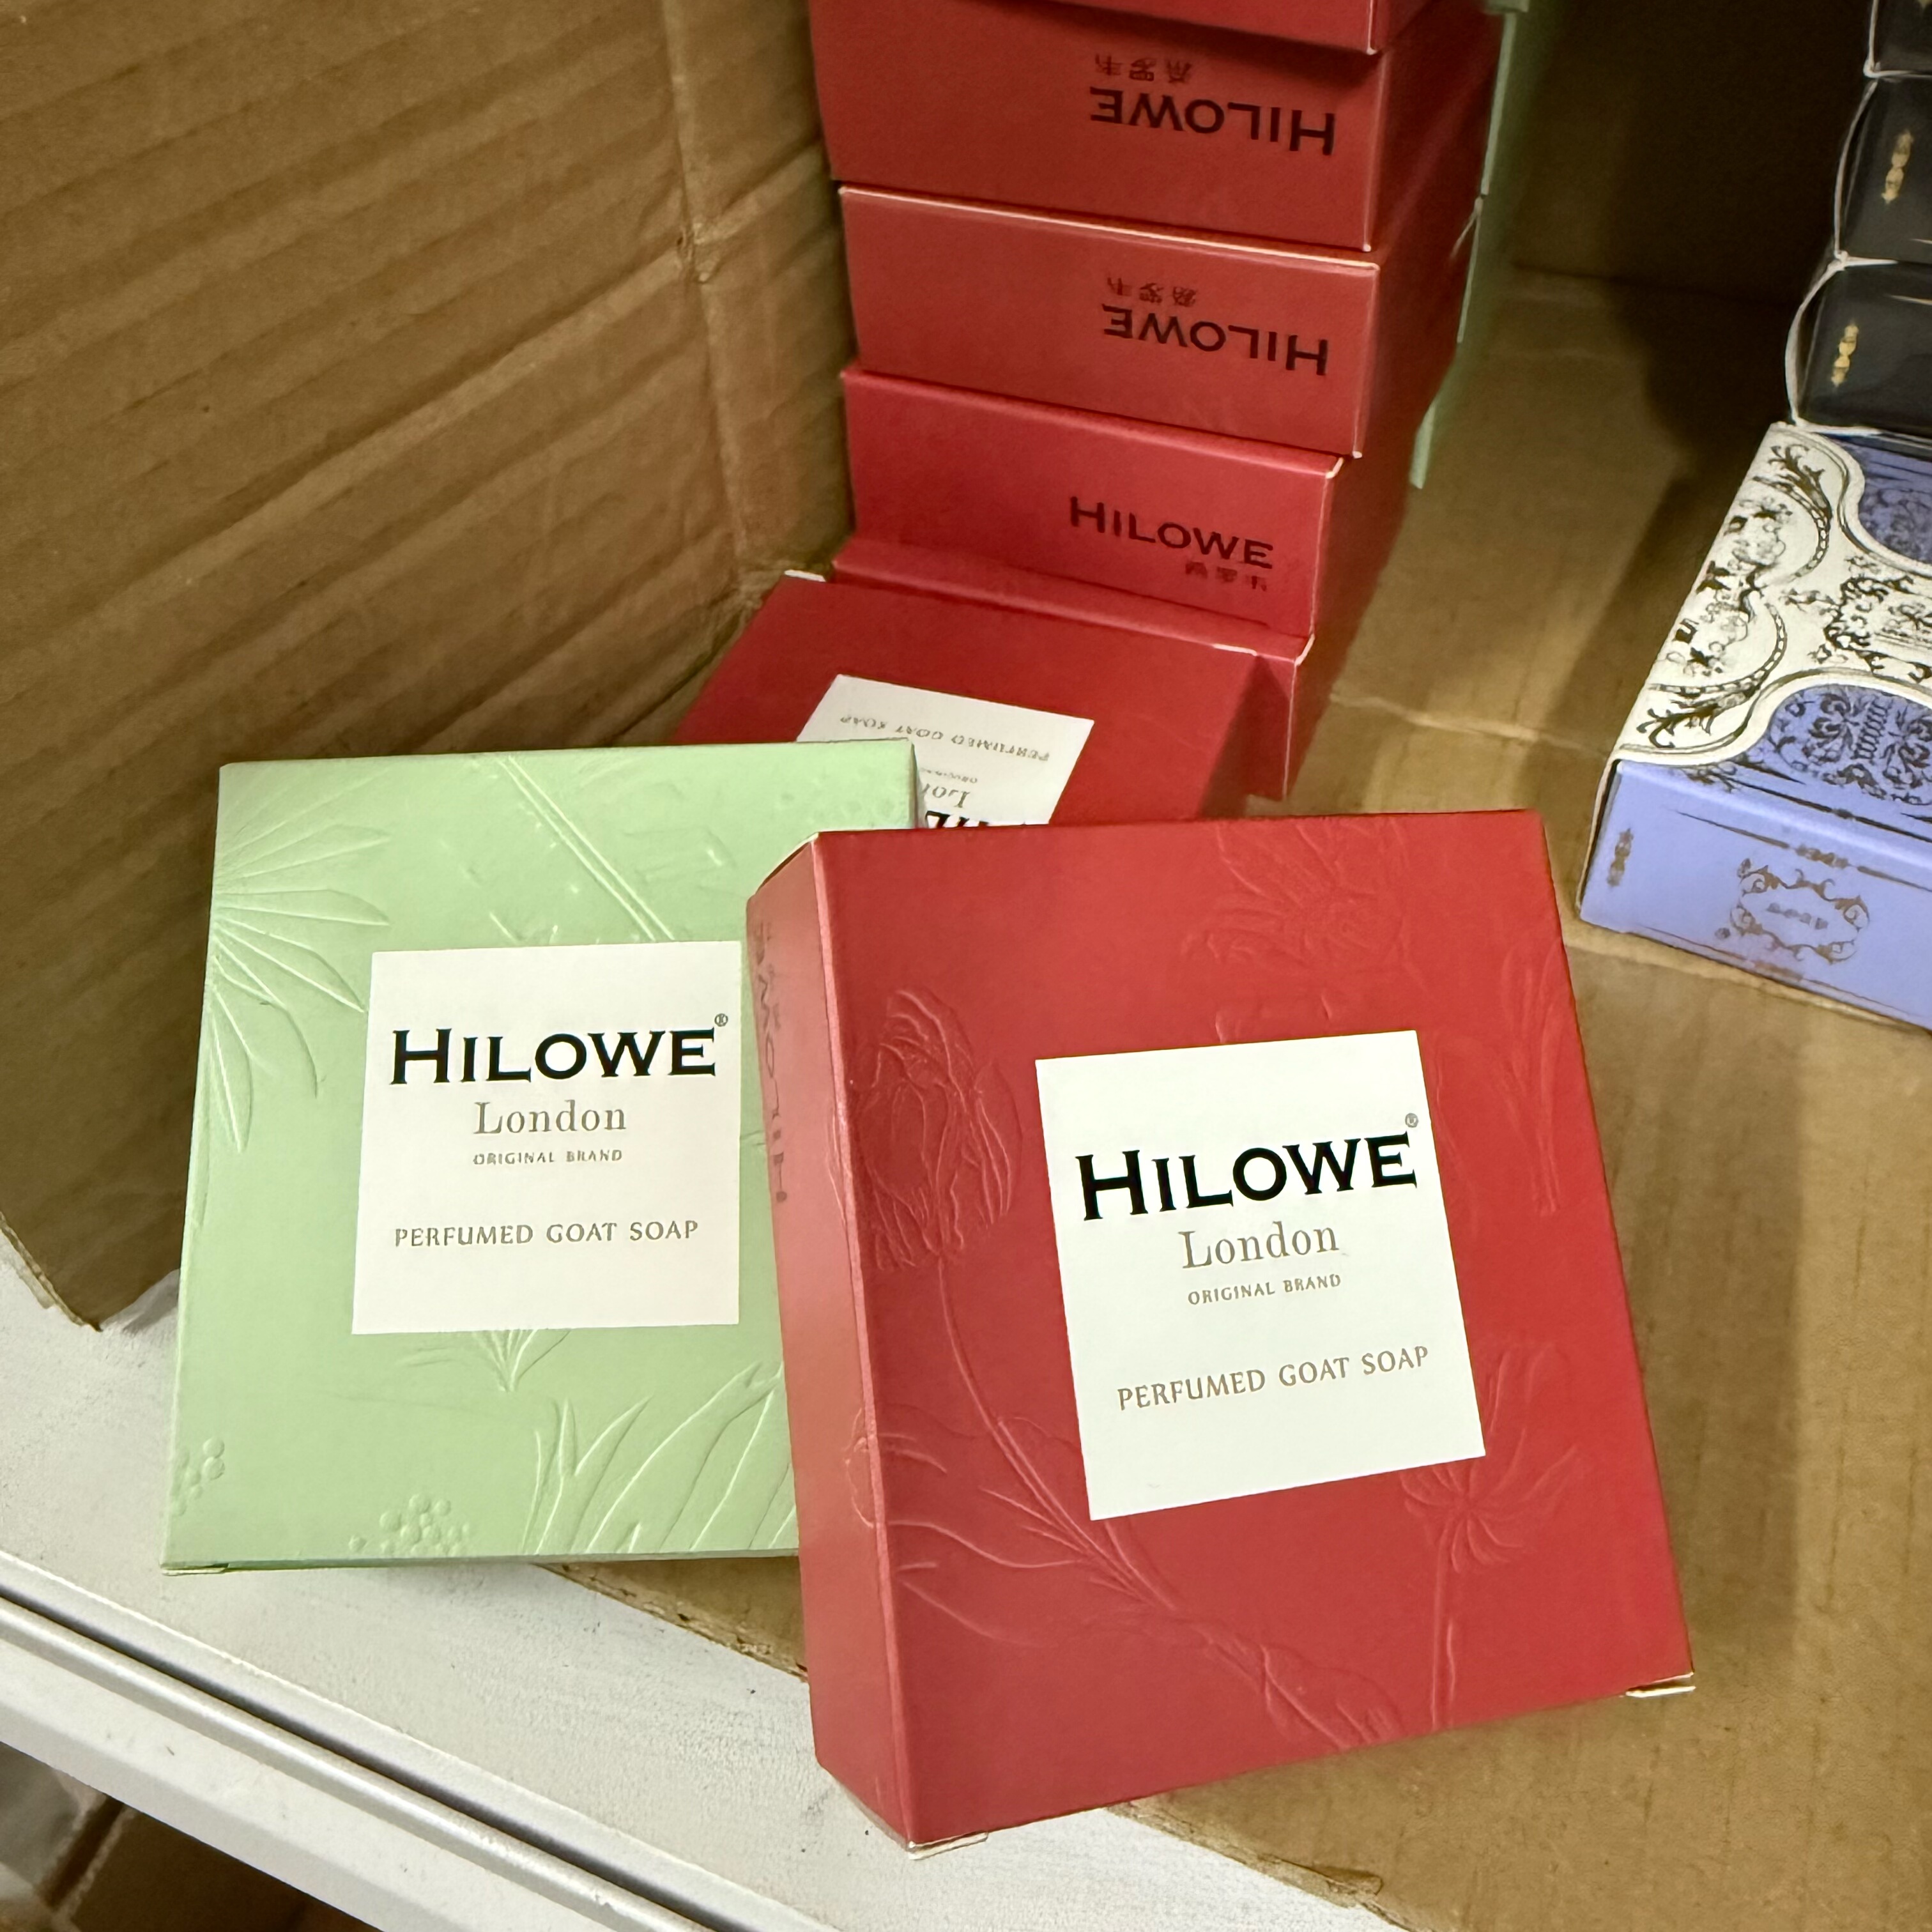 HILOWE
HILOWE
HILOWE
PERFUMED GOAT SOAP
HILOWE®
London
ORIGINAL BRAND
PERFUMED GOAT SOAP
HILOWE
HILOWE®
London
ORIGINAL BRAND
PERFUMED GOAT SOAP